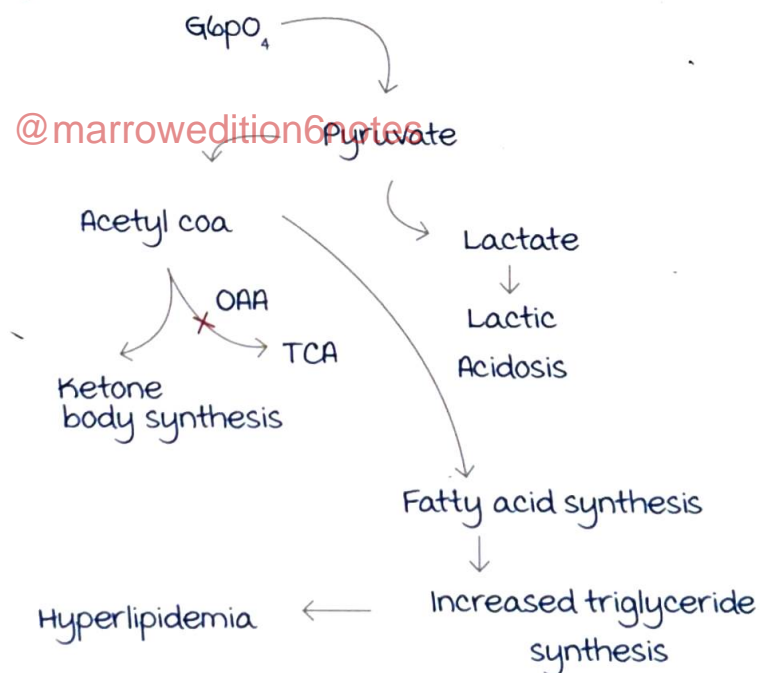 G6pO4
@marrowedition6notes
Pyruvate
Acetyl coa
Lactate
OAA
Lactic
TCA
Acidosis
Ketone
body synthesis
Fatty acid synthesis
Increased triglyceride
Hyperlipidemia
synthesis